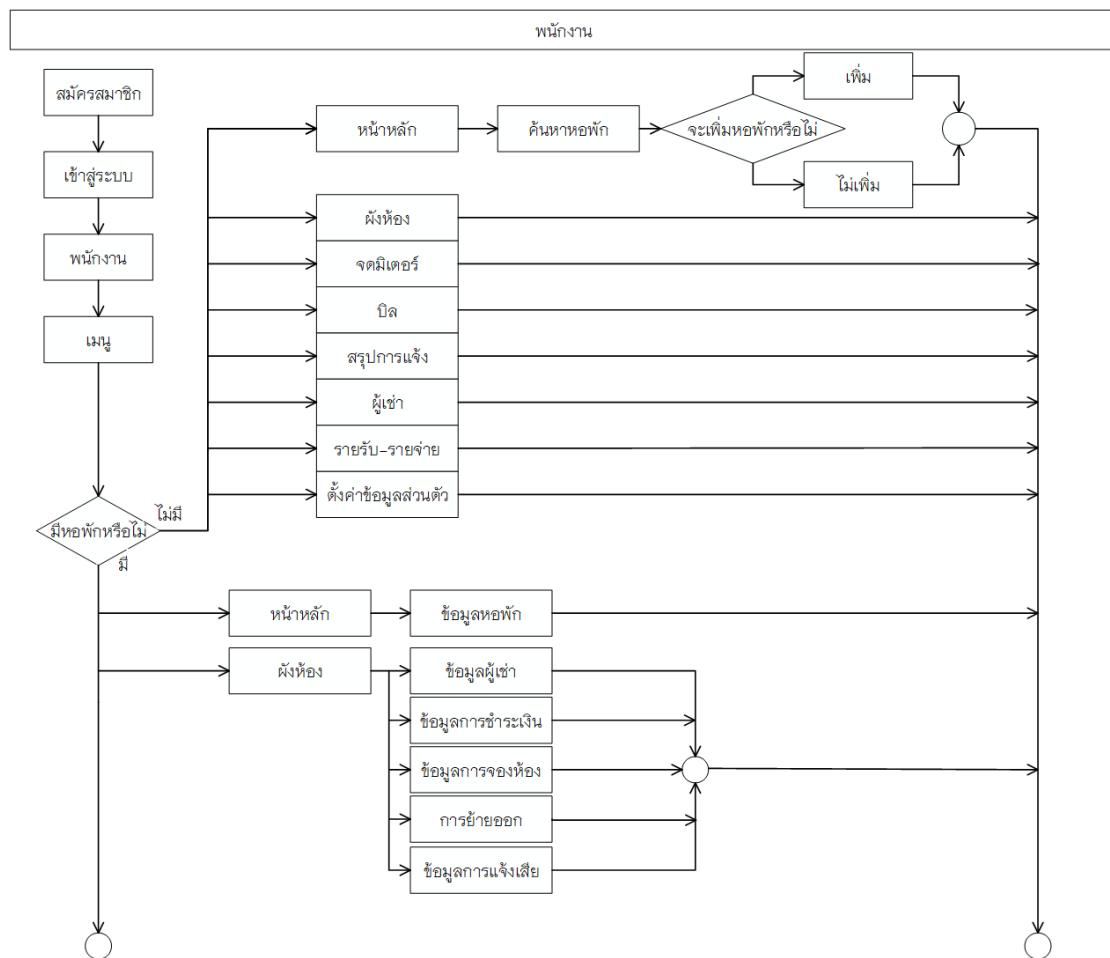 พนักงาน
สมัครสมาชิก
เข้าสู่ระบบ
พนักงาน
เมนู
มีหอพักหรือไม่
ไม่มี
มี
หน้าหลัก
ค้นหาหอพัก
จะเพิ่มหอพักหรือไม่
เพิ่ม
ไม่เพิ่ม
ผังห้อง
จดมิเตอร์
บิล
สรุปการแจ้ง
ผู้เช่า
รายรับ-รายจ่าย
ตั้งค่าข้อมูลส่วนตัว
หน้าหลัก
ข้อมูลหอพัก
ผังห้อง
ข้อมูลผู้เช่า
ข้อมูลการชำระเงิน
ข้อมูลการจองห้อง
การย้ายออก
ข้อมูลการแจ้งเสีย